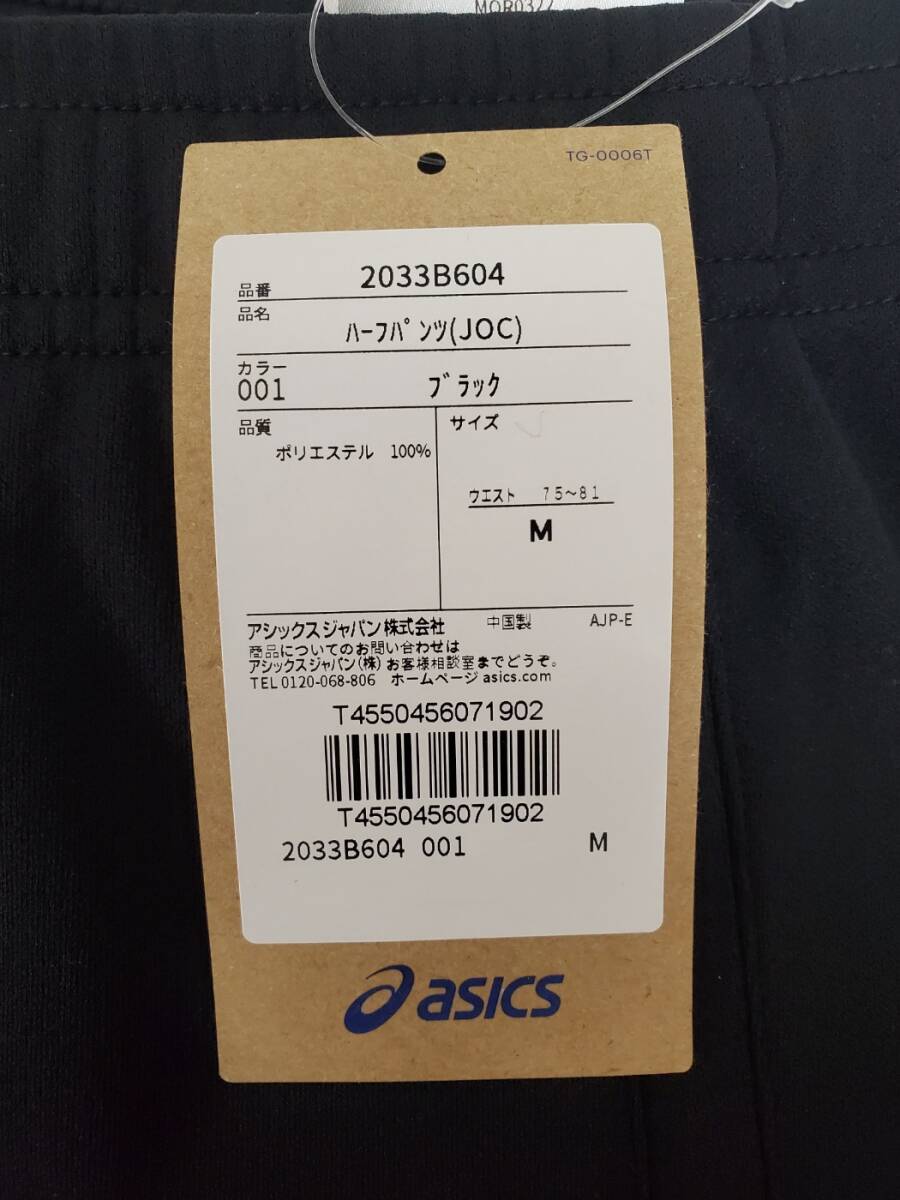 MOR0322
TG-0006T
品番 2033B604
品名
ハーフパンツ(JOC)
カラー
001 ブラック
品質
ポリエステル 100%
サイズ
ウエスト 75~81
M
アシックスジャパン株式会社 中国製 AJP-E
商品についてのお問い合わせは
アシックスジャパン(株)お客様相談室までどうぞ。
TEL 0120-068-806 ホームページ asics.com
T4550456071902
T4550456071902
2033B604 001 M
asics